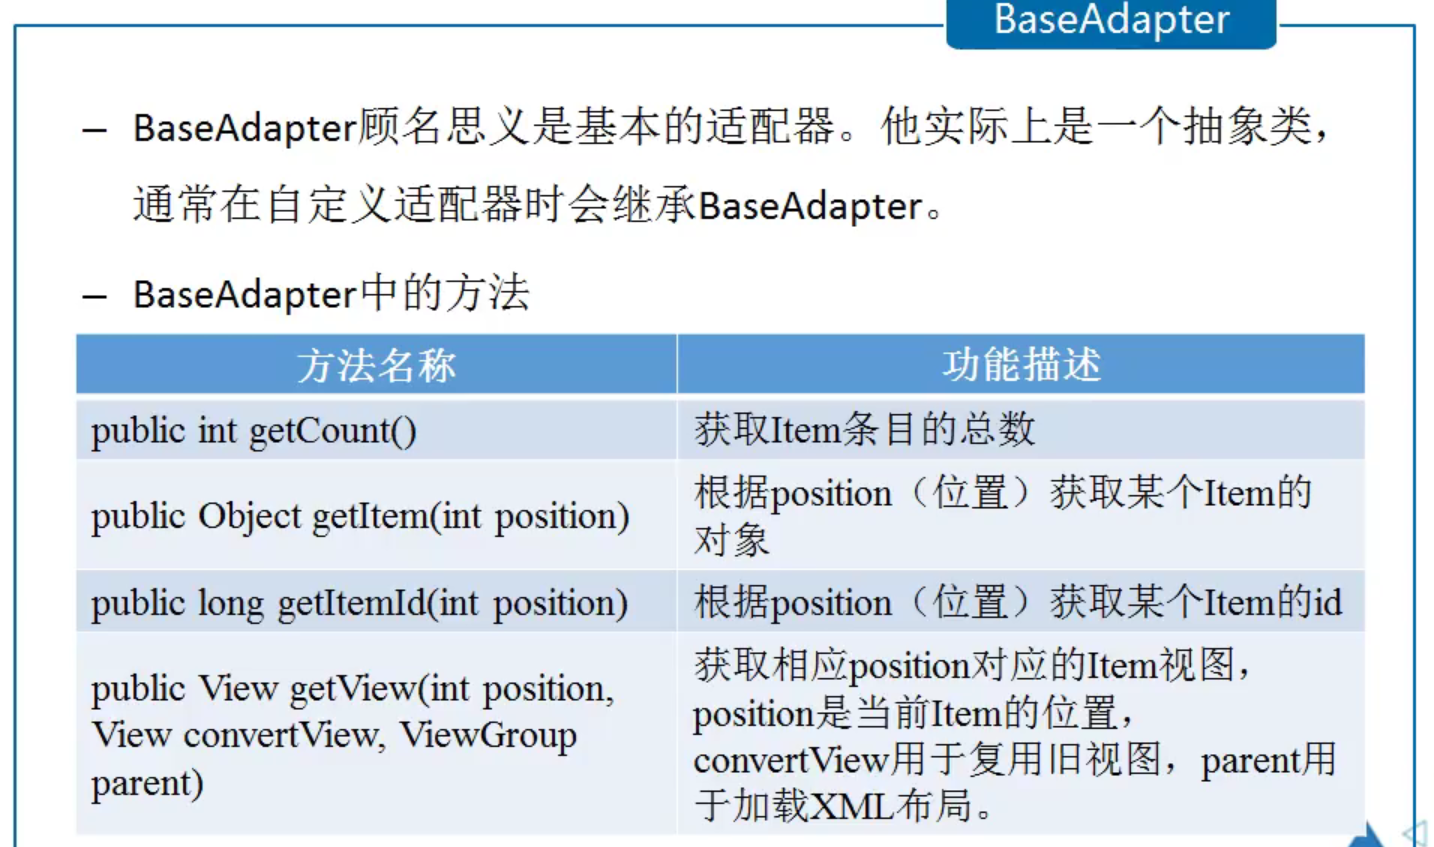 BaseAdapter
– BaseAdapter顾名思义是基本的适配器。他实际上是一个抽象类，
通常在自定义适配器时会继承BaseAdapter。
– BaseAdapter中的方法
方法名称 功能描述
public int getCount() 获取Item条目的总数
public Object getItem(int position)
根据position（位置）获取某个Item的
对象
public long getItemId(int position) 根据position（位置）获取某个Item的id
public View getView(int position,
View convertView, ViewGroup
parent)
获取相应position对应的Item视图，
position是当前Item的位置，
convertView用于复用旧视图，parent用
于加载XML布局。